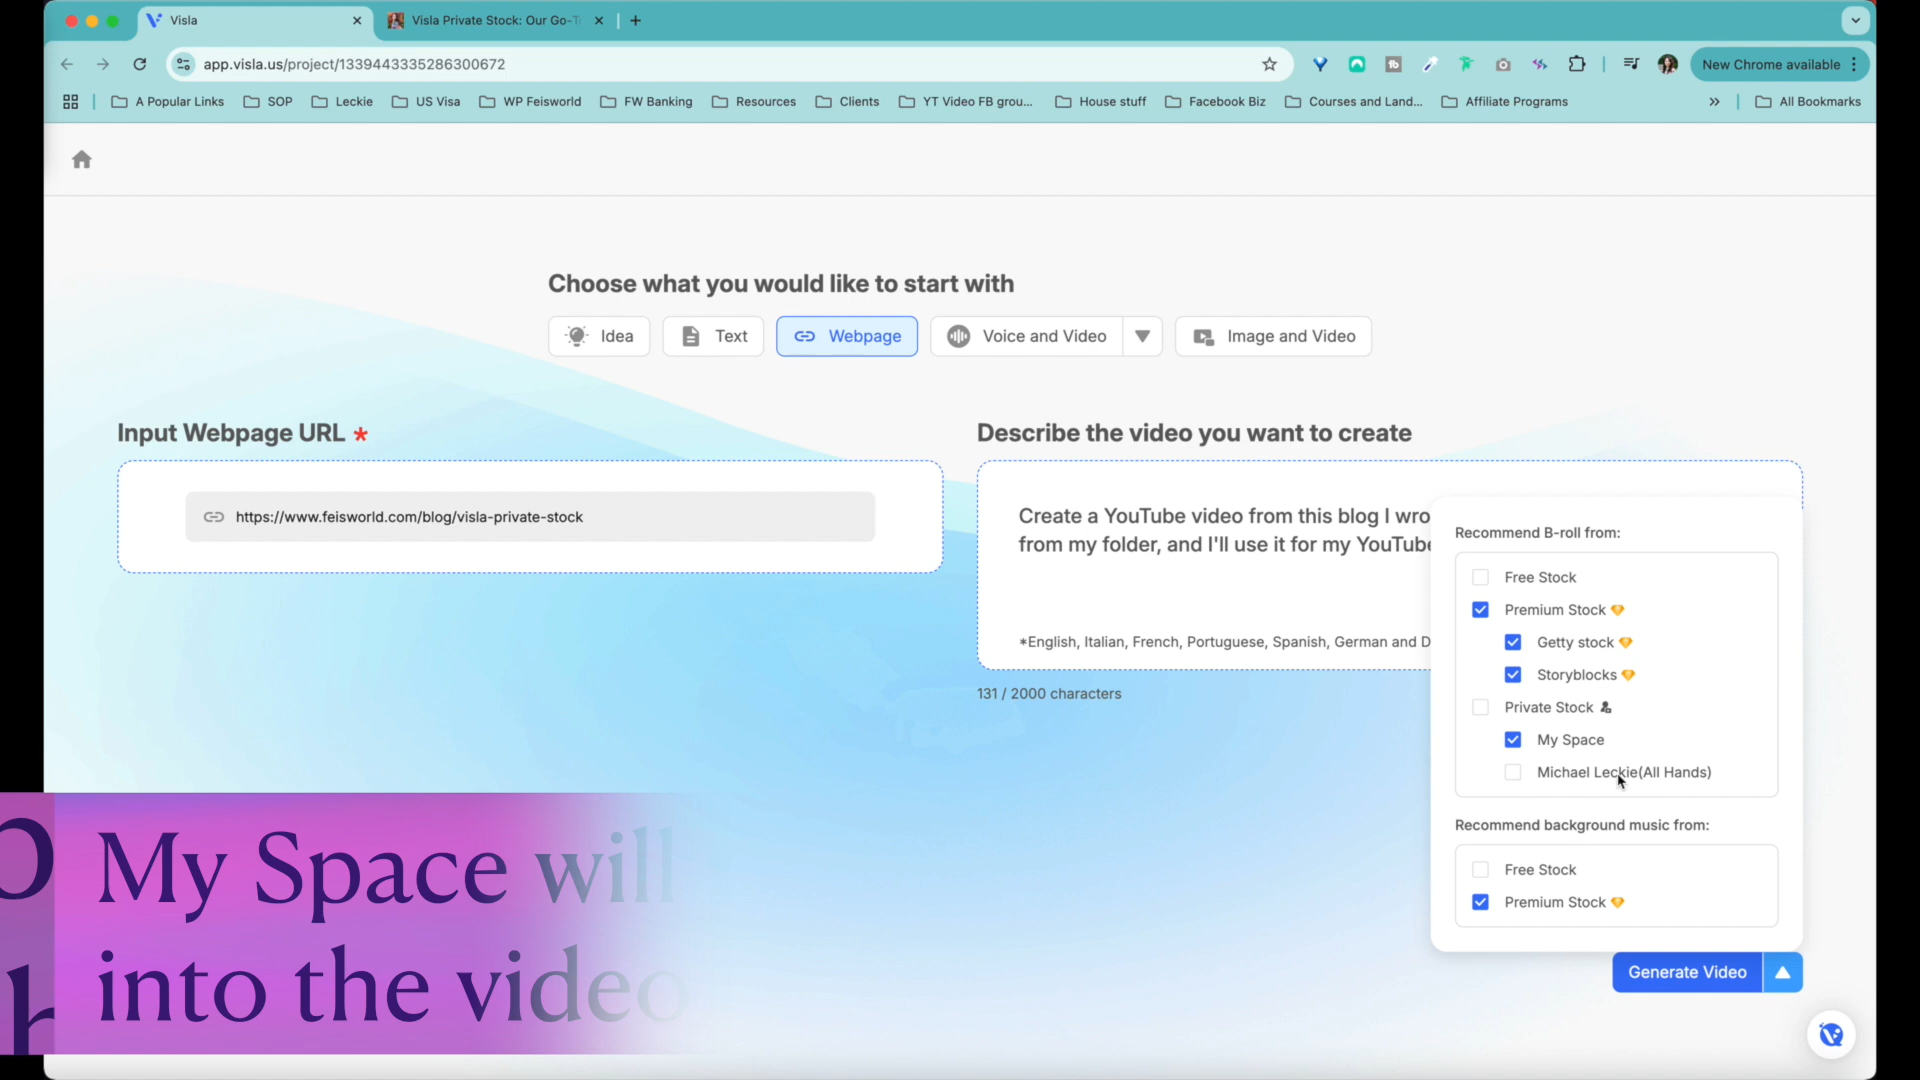 Visla
Visla Private Stock: Our Go-T
app.visla.us/project/1339443335286300672
New Chrome available
A Popular Links
SOP
Leckie
US Visa
WP Feisworld
FW Banking
Resources
Clients
YT Video FB grou...
House stuff
Facebook Biz
Courses and Land...
Affiliate Programs
All Bookmarks
Choose what you would like to start with
Idea
Text
Webpage
Voice and Video
Image and Video
Input Webpage URL *
https://www.feisworld.com/blog/visla-private-stock
Describe the video you want to create
Create a YouTube video from this blog I wro
from my folder, and I'll use it for my YouTube
*English, Italian, French, Portuguese, Spanish, German and D
131 / 2000 characters
Recommend B-roll from:
Free Stock
Premium Stock
Getty stock
Storyblocks
Private Stock
My Space
Michael Leckie(All Hands)
Recommend background music from:
Free Stock
Premium Stock
Generate Video
My Space will
into the video